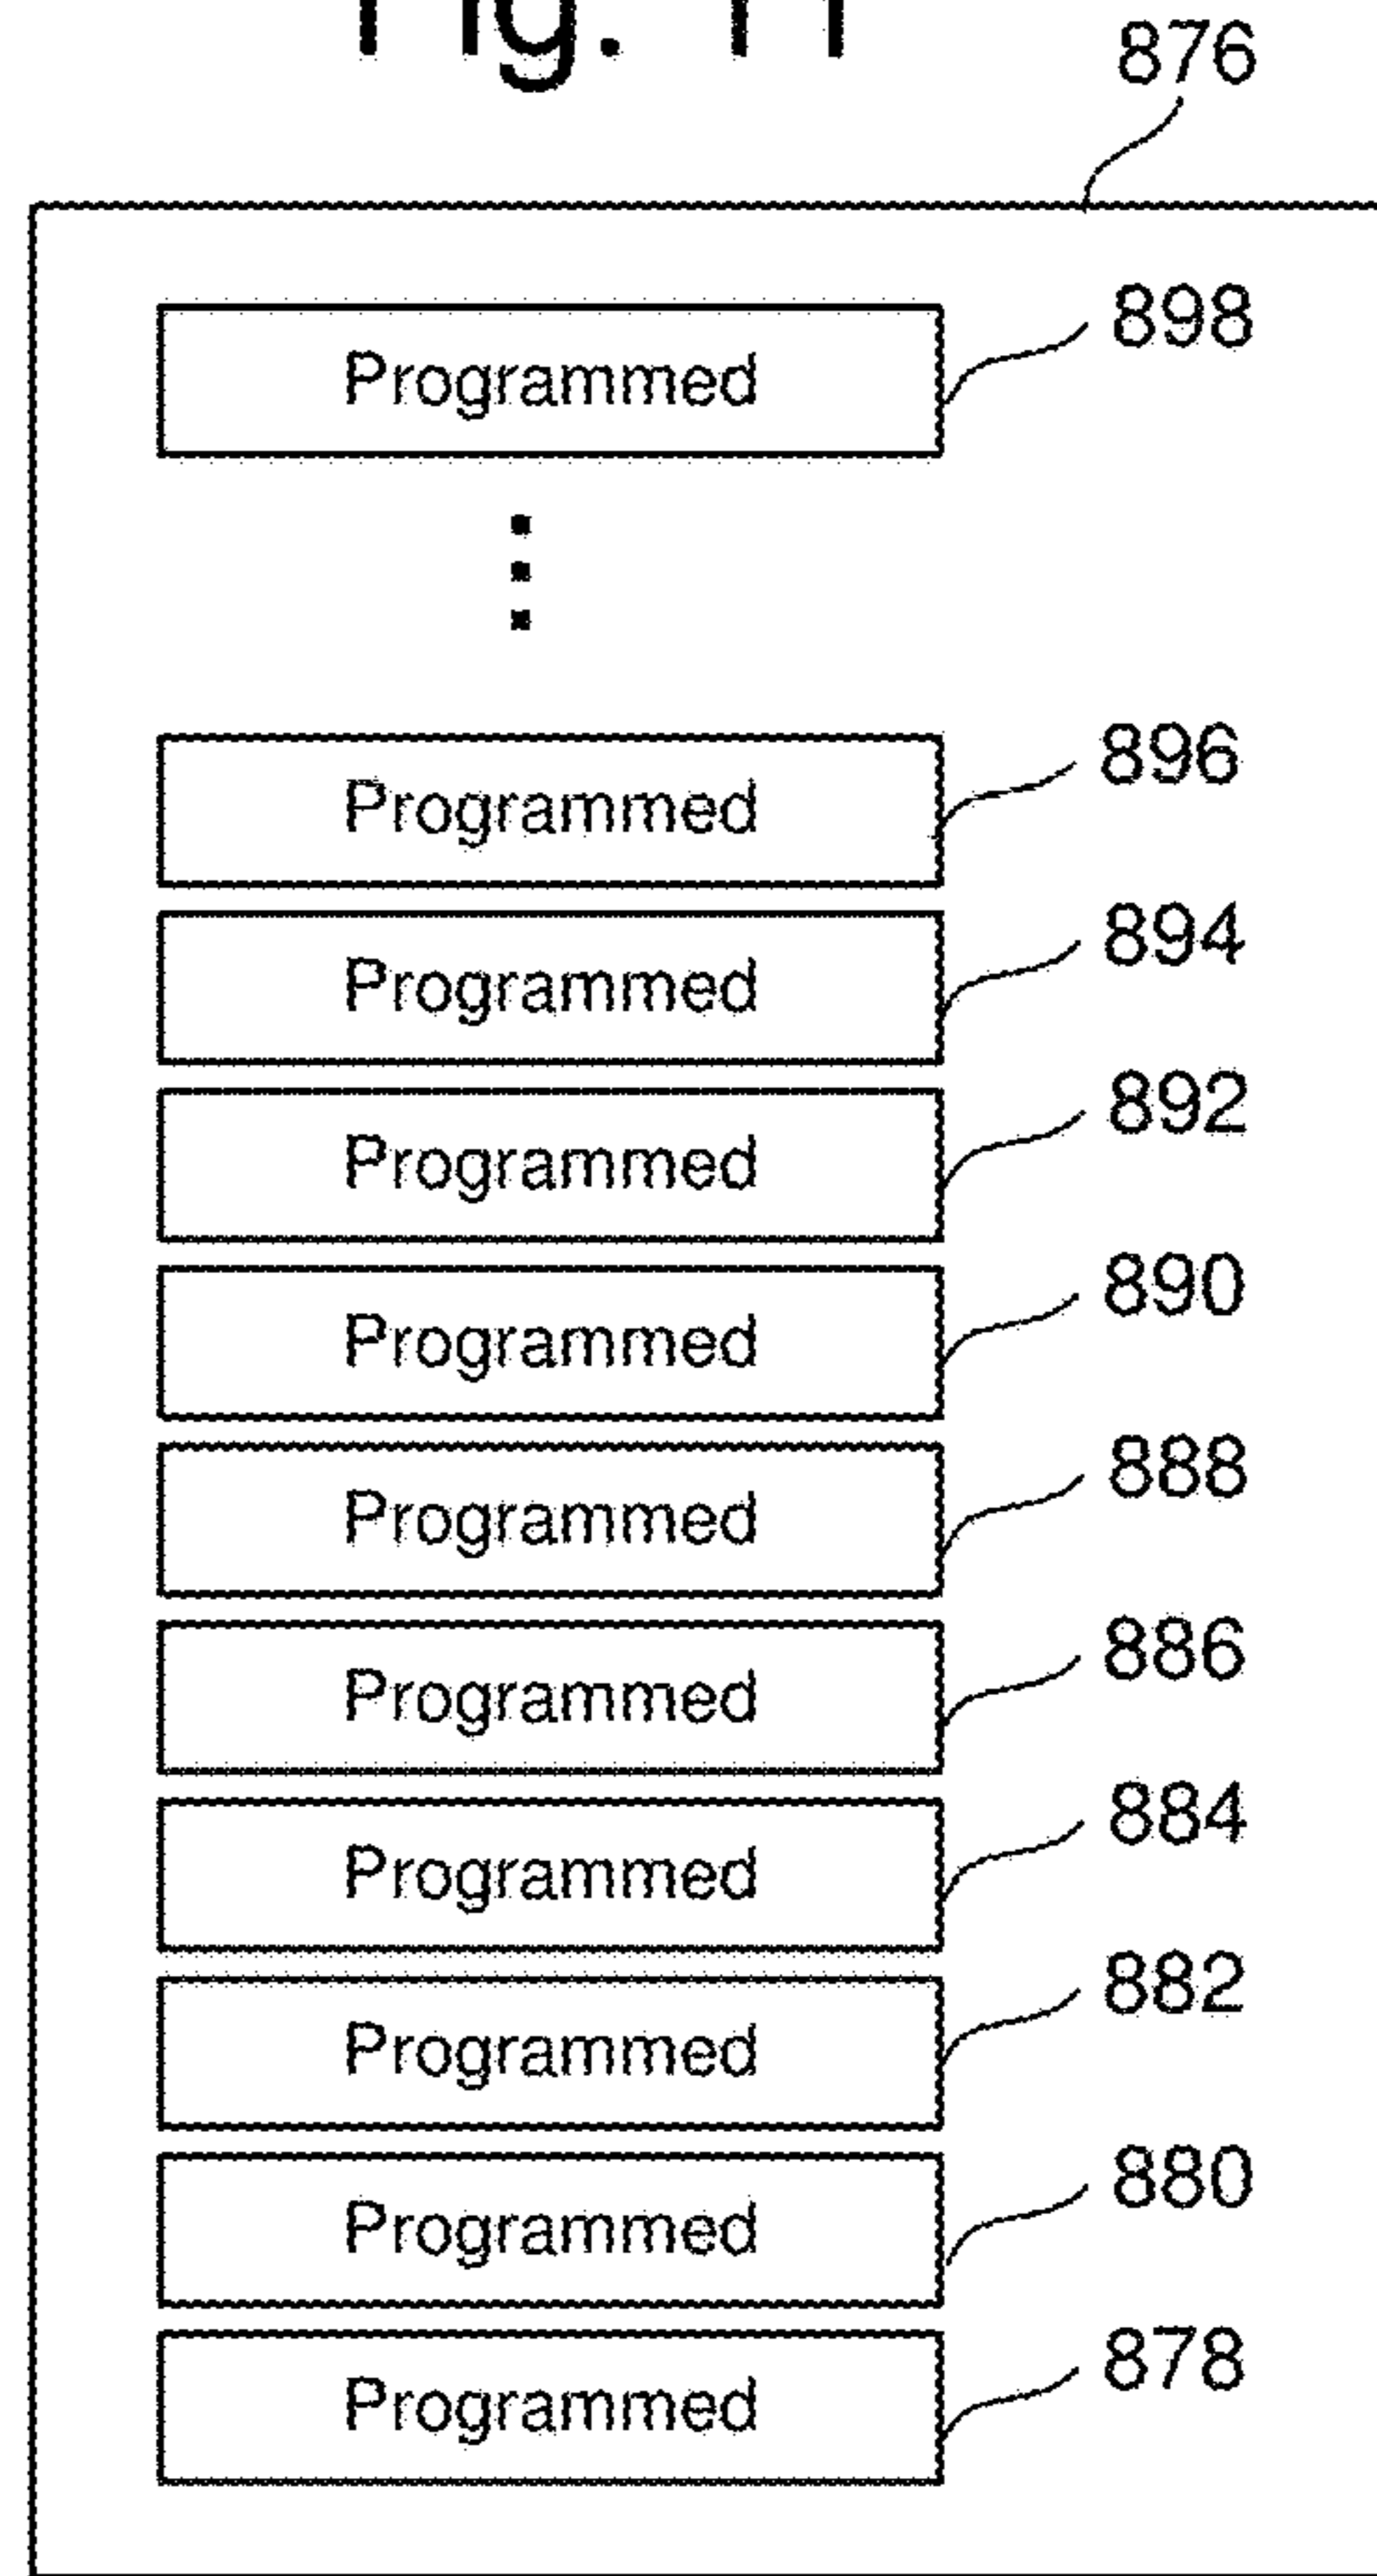 Fig. 11
876
Programmed 898
Programmed 896
Programmed 894
Programmed 892
Programmed 890
Programmed 888
Programmed 886
Programmed 884
Programmed 882
Programmed 880
Programmed 878